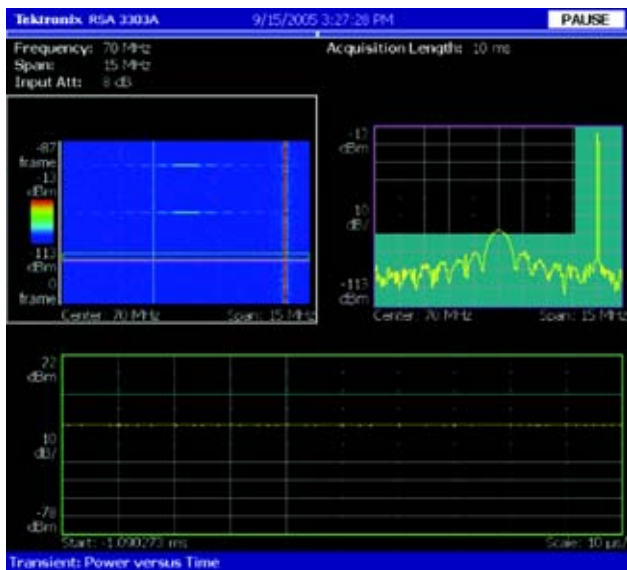 Tektronix RSA 3303A 9/15/2005 3:27:28 PM PAUSE
Frequency: 70 MHz
Span: 15 MHz
Input Att: 8 dB
Acquisition Length: 10 ms
-87
frame
-13
dBm
-113
dBm
0
frame
Center: 70 MHz Span: 15 MHz
-13
dBm
10
dB/
-113
dBm
Center: 70 MHz Span: 15 MHz
22
dBm
10
dB/
-78
dBm
Start: -1.090273 ms Scale: 10 µs/
Transient: Power versus Time